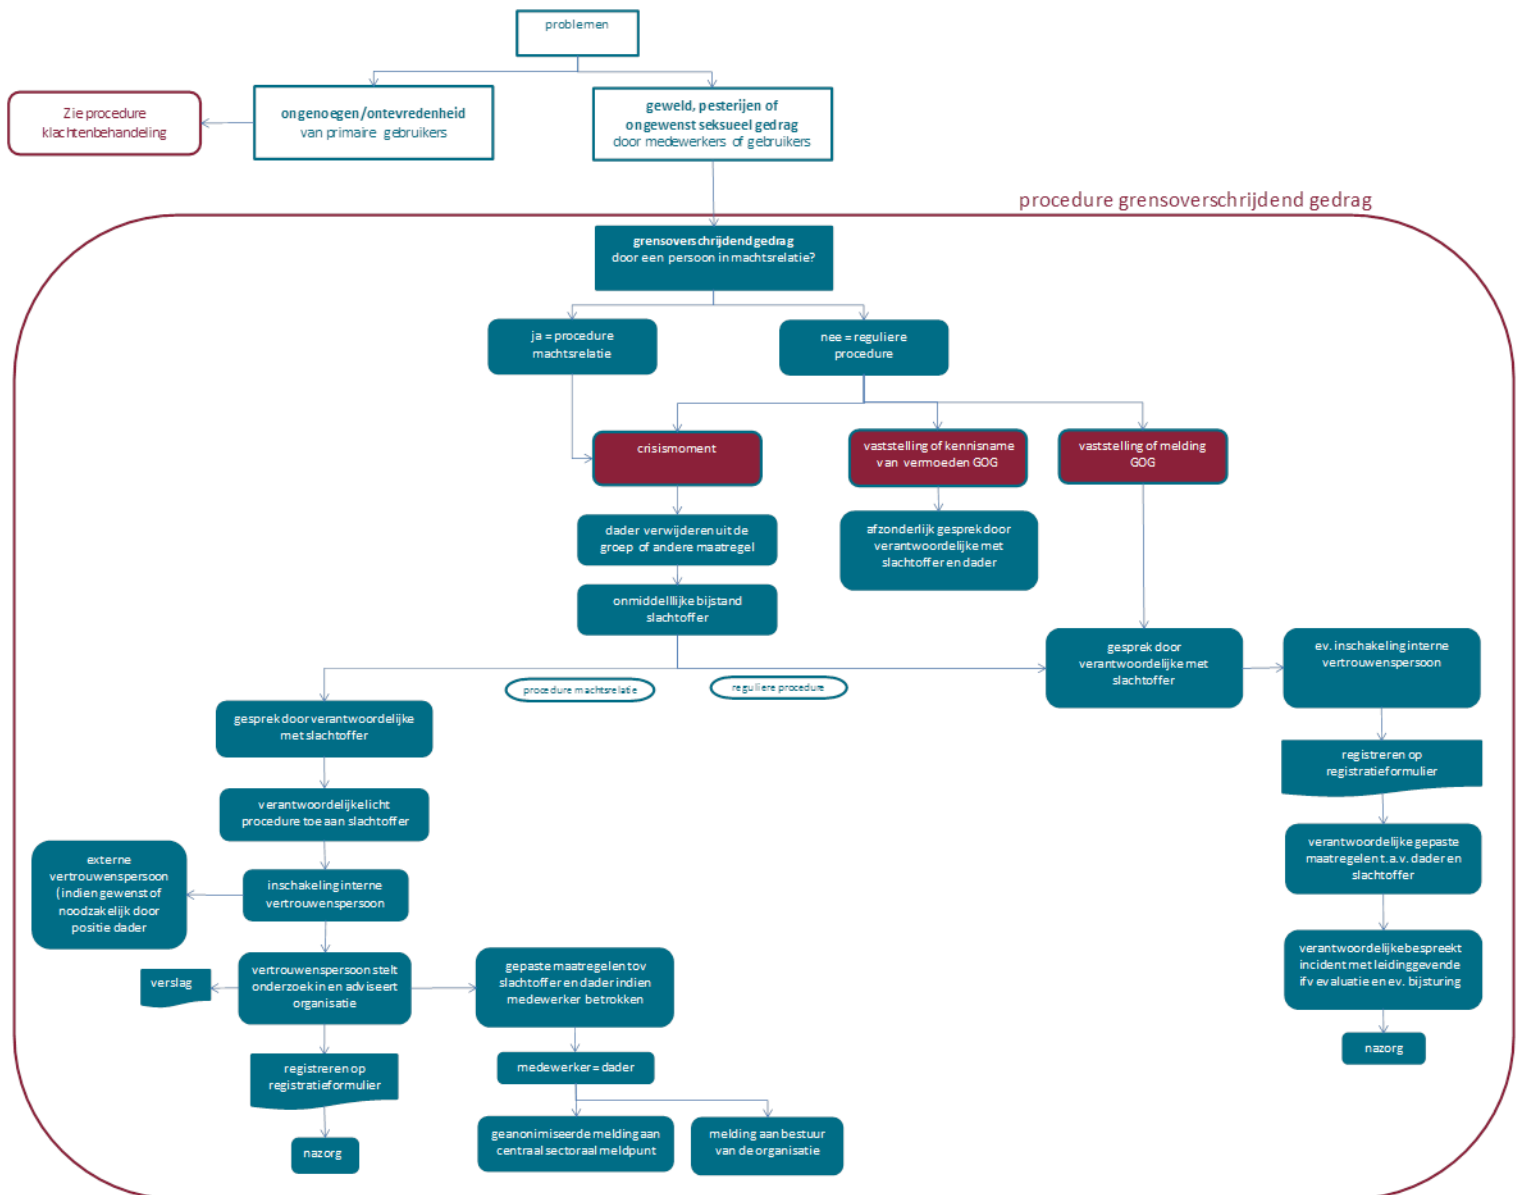 problemen
Zie procedure
klachtenbehandeling
ongenoegen/ontevredenheid
van primaire gebruikers
geweld, pesterijen of
ongewenst seksueel gedrag
door medewerkers of gebruikers
procedure grensoverschrijdend gedrag
grensoverschrijdend gedrag
door een persoon in machtsrelatie?
ja = procedure
machtsrelatie
nee = reguliere
procedure
crisismoment
vaststelling of kennisname
van vermoeden GOG
vaststelling of melding
GOG
dader verwijderen uit de
groep of andere maatregel
afzonderlijk gesprek door
verantwoordelijke met
slachtoffer en dader
onmiddelllijke bijstand
slachtoffer
gesprek door
verantwoordelijke met
slachtoffer
ev. inschakeling interne
vertrouwenspersoon
procedure machtsrelatie
reguliere procedure
gesprek door verantwoordelijke
met slachtoffer
registreren op
registratieformulier
verantwoordelijke licht
procedure toe aan slachtoffer
verantwoordelijke gepaste
maatregelen t.a.v. dader en
slachtoffer
externe
vertrouwenspersoon
(indien gewenst of
noodzakelijk door
positie dader
inschakeling interne
vertrouwenspersoon
verantwoordelijke bespreekt
incident met leidinggevende
ifv evaluatie en ev. bijsturing
verslag
vertrouwenspersoon stelt
onderzoek in en adviseert
organisatie
gepaste maatregelen tov
slachtoffer en dader indien
medewerker betrokken
nazorg
registreren op
registratieformulier
medewerker = dader
nazorg
geanonimiseerde melding aan
centraal sectoraal meldpunt
melding aan bestuur
van de organisatie